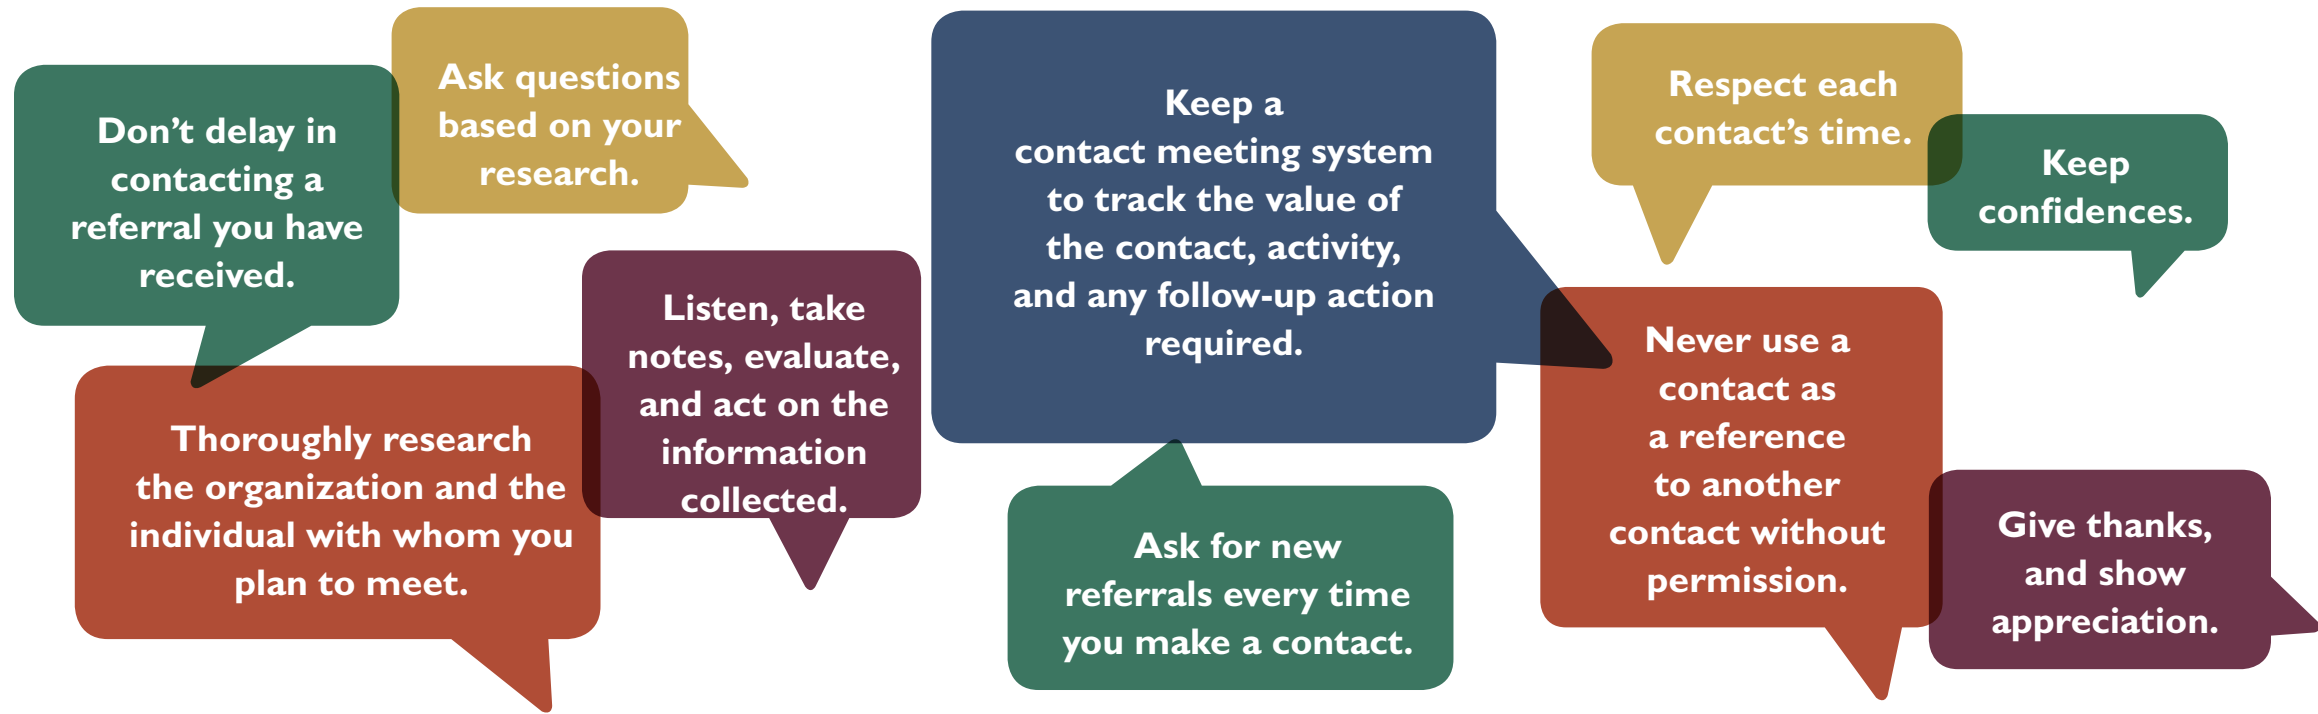 Don’t delay in
contacting a
referral you have
received.
Ask questions
based on your
research.
Thoroughly research
the organization and the
individual with whom you
plan to meet.
Listen, take
notes, evaluate,
and act on the
information
collected.
Keep a
contact meeting system
to track the value of
the contact, activity,
and any follow-up action
required.
Ask for new
referrals every time
you make a contact.
Respect each
contact’s time.
Keep
confidences.
Never use a
contact as
a reference
to another
contact without
permission.
Give thanks,
and show
appreciation.